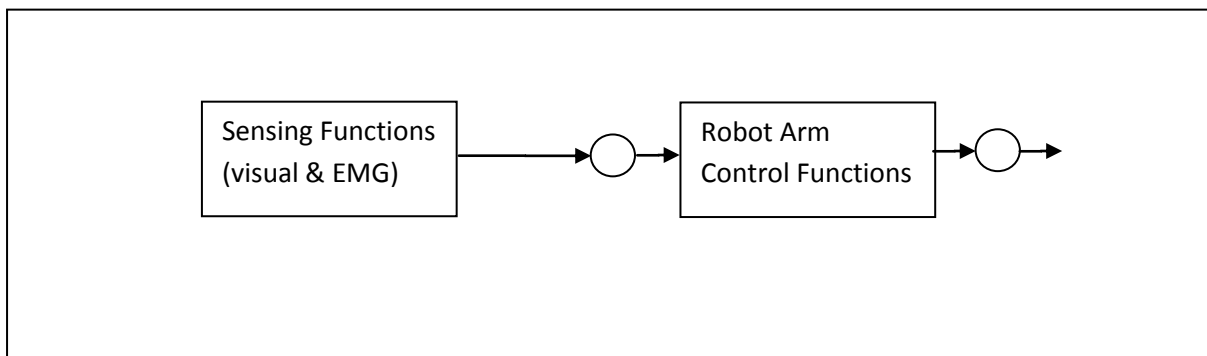 Sensing Functions
(visual & EMG)
Robot Arm
Control Functions